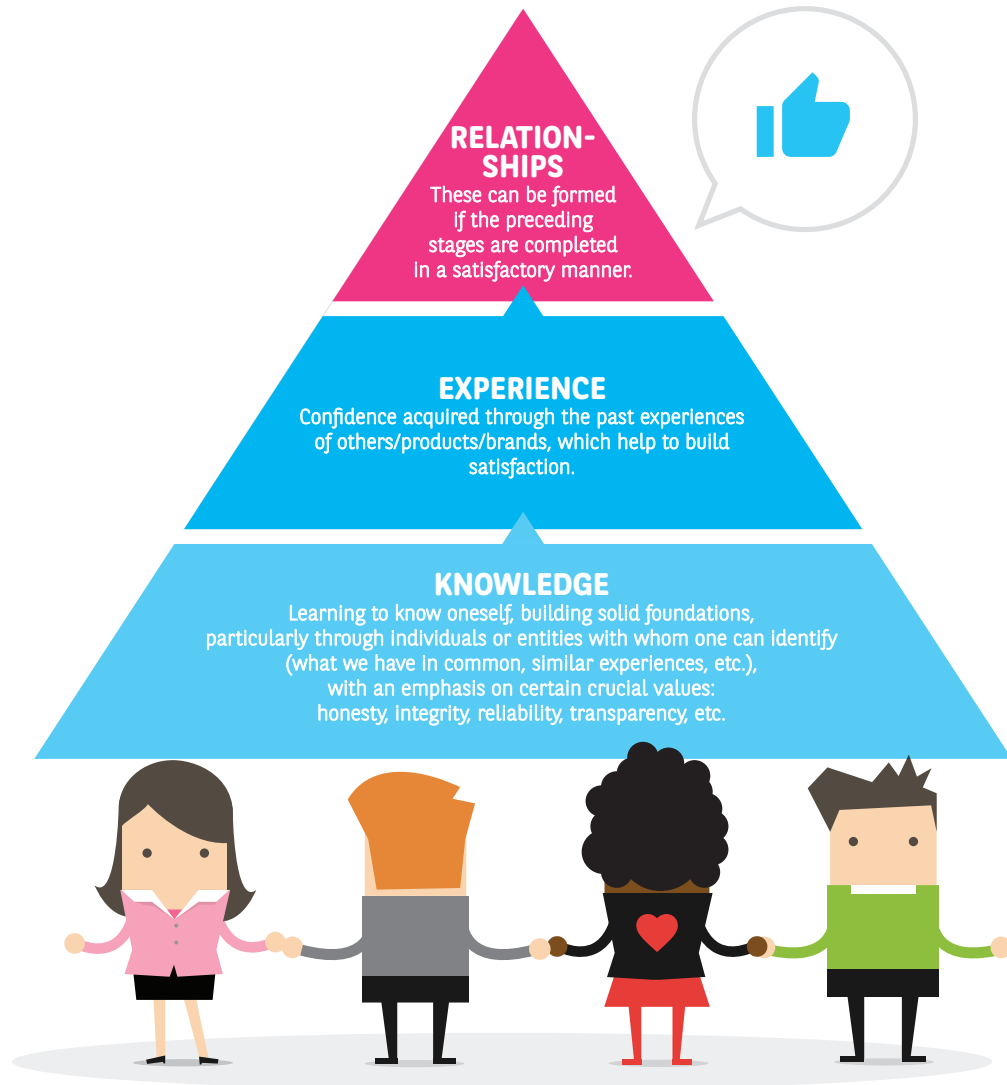 RELATION-
SHIPS
These can be formed
if the preceding
stages are completed
in a satisfactory manner.
EXPERIENCE
Confidence acquired through the past experiences
of others/products/brands, which help to build
satisfaction.
KNOWLEDGE
Learning to know oneself, building solid foundations,
particularly through individuals or entities with whom one can identify
(what we have in common, similar experiences, etc.),
with an emphasis on certain crucial values:
honesty, integrity, reliability, transparency, etc.